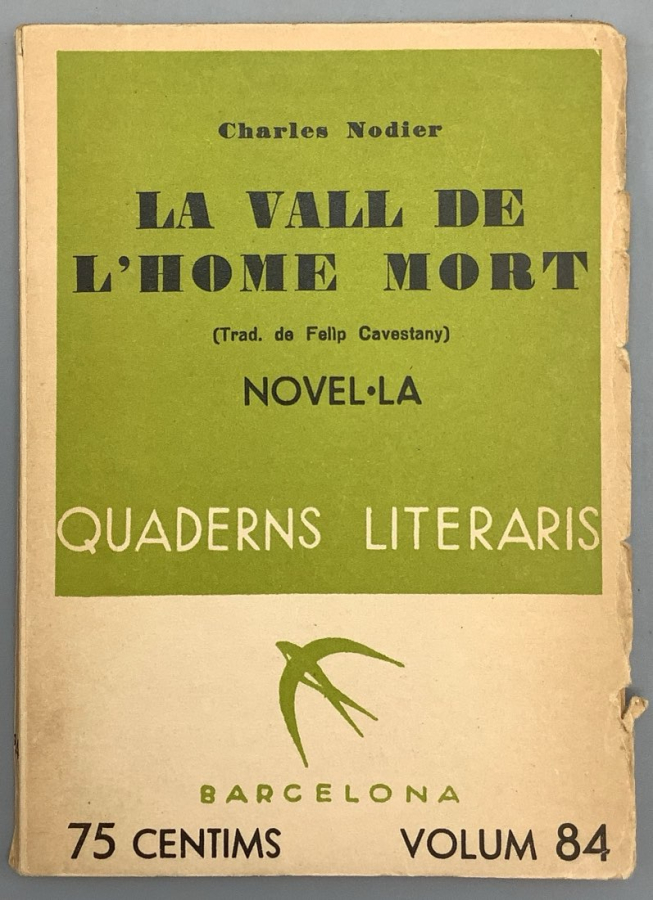 Charles Nodier
LA VALL DE
L'HOME MORT
(Trad. de Felip Cavestany)
NOVEL•LA
QUADERNS LITERARIS
BARCELONA
75 CENTIMS VOLUM 84